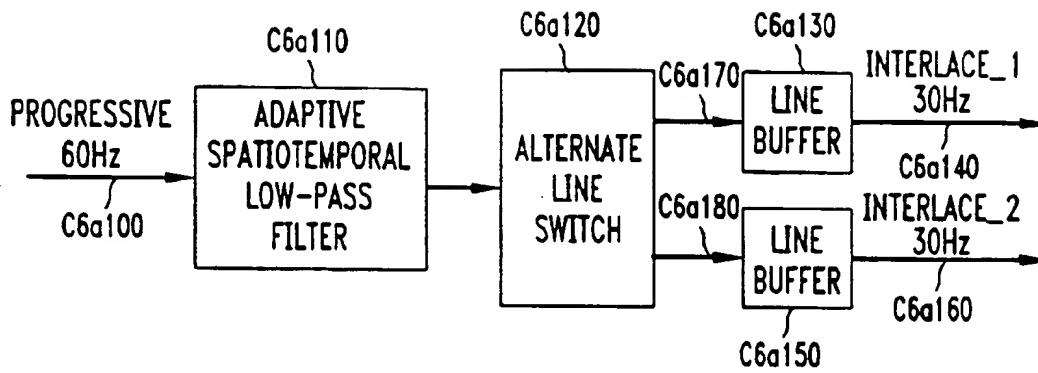 C6a110
C6a120
C6a130
C6a170
INTERLACE_1
30Hz
PROGRESSIVE
60Hz
C6a100
ADAPTIVE
SPATIOTEMPORAL
LOW-PASS
FILTER
ALTERNATE
LINE
SWITCH
LINE
BUFFER
C6a140
C6a180
INTERLACE_2
30Hz
LINE
BUFFER
C6a160
C6a150